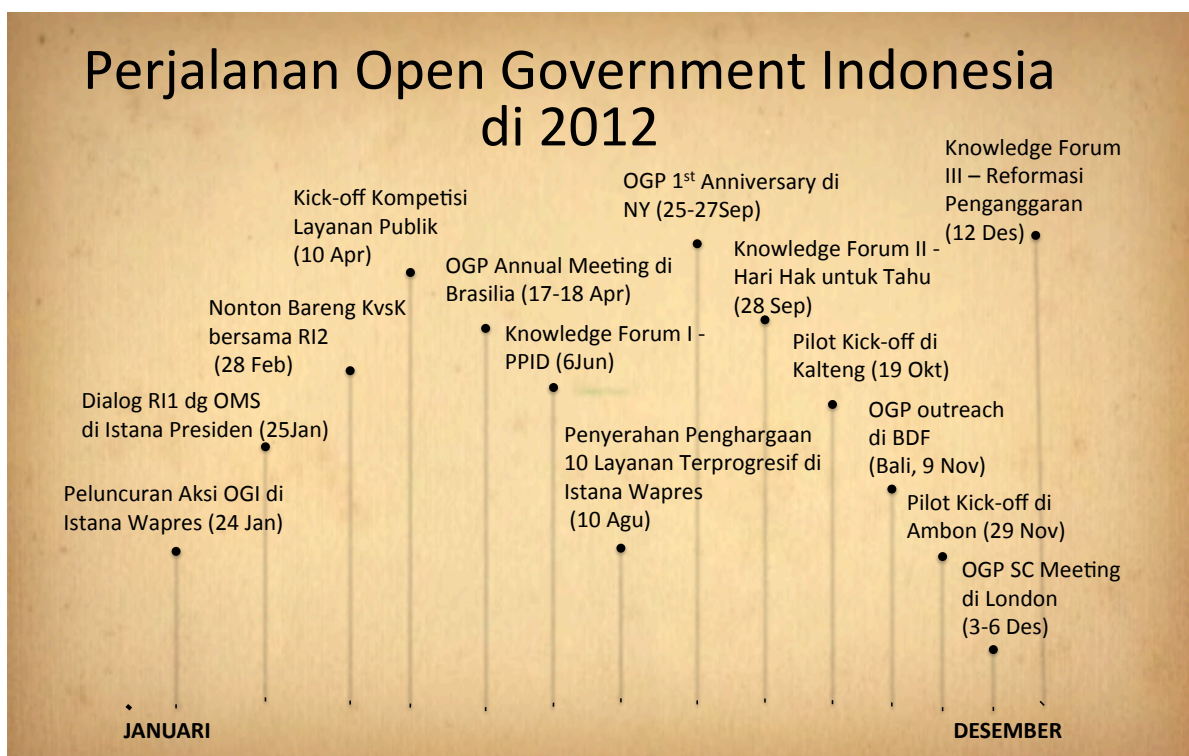 Perjalanan Open Government Indonesia
di 2012
Peluncuran Aksi OGI di
Istana Wapres (24 Jan)
Dialog RI1 dg OMS
di Istana Presiden (25Jan)
Nonton Bareng KvsK
bersama RI2
(28 Feb)
Kick-off Kompetisi
Layanan Publik
(10 Apr)
OGP Annual Meeting di
Brasilia (17-18 Apr)
Knowledge Forum I -
PPID (6Jun)
Penyerahan Penghargaan
10 Layanan Terprogresif di
Istana Wapres
(10 Agu)
OGP 1st Anniversary di
NY (25-27Sep)
Knowledge Forum II -
Hari Hak untuk Tahu
(28 Sep)
Pilot Kick-off di
Kalteng (19 Okt)
OGP outreach
di BDF
(Bali, 9 Nov)
Pilot Kick-off di
Ambon (29 Nov)
OGP SC Meeting
di London
(3-6 Des)
Knowledge Forum
III – Reformasi
Penganggaran
(12 Des)
JANUARI
DESEMBER